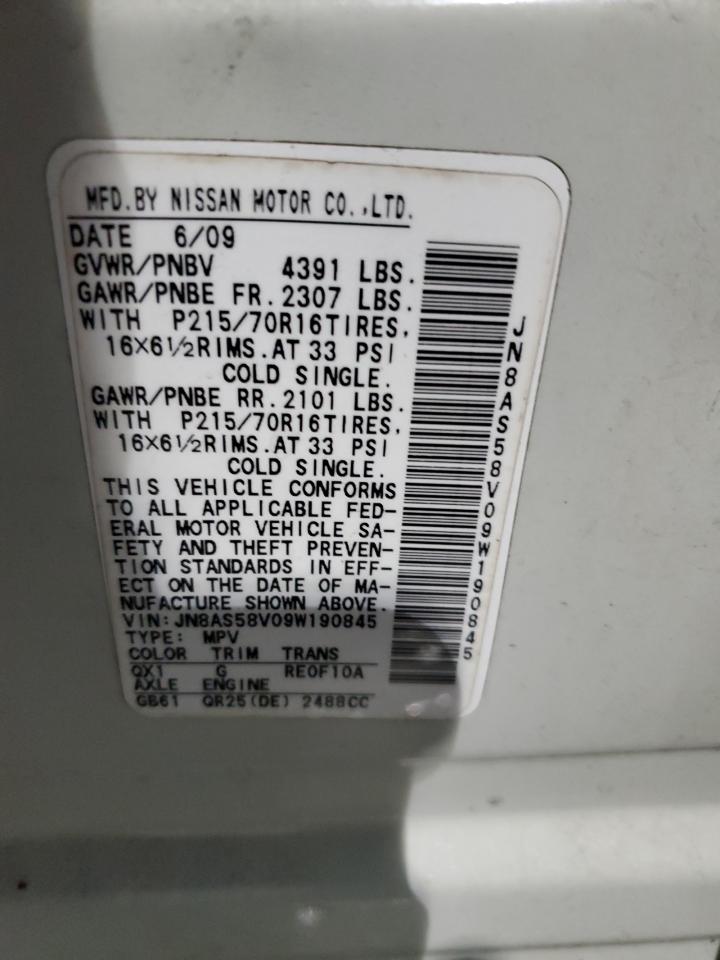 MFD.BY NISSAN MOTOR CO.,LTD.
DATE 6/09
GVWR/PNBV 4391 LBS.
GAWR/PNBE FR.2307 LBS.
WITH P215/70R16TIRES.
16X6½RIMS.AT 33 PSI
COLD SINGLE.
GAWR/PNBE RR.2101 LBS.
WITH P215/70R16TIRES.
16X6½RIMS.AT 33 PSI
COLD SINGLE.
THIS VEHICLE CONFORMS
TO ALL APPLICABLE FED-
ERAL MOTOR VEHICLE SA-
FETY AND THEFT PREVEN-
TION STANDARDS IN EFF-
ECT ON THE DATE OF MA-
NUFACTURE SHOWN ABOVE.
VIN:JN8AS58V09W190845
TYPE: MPV
COLOR TRIM TRANS
QX1 G RE0F10A
AXLE ENGINE
GB61 QR25(DE) 2488CC
JN8AS58V09W190845